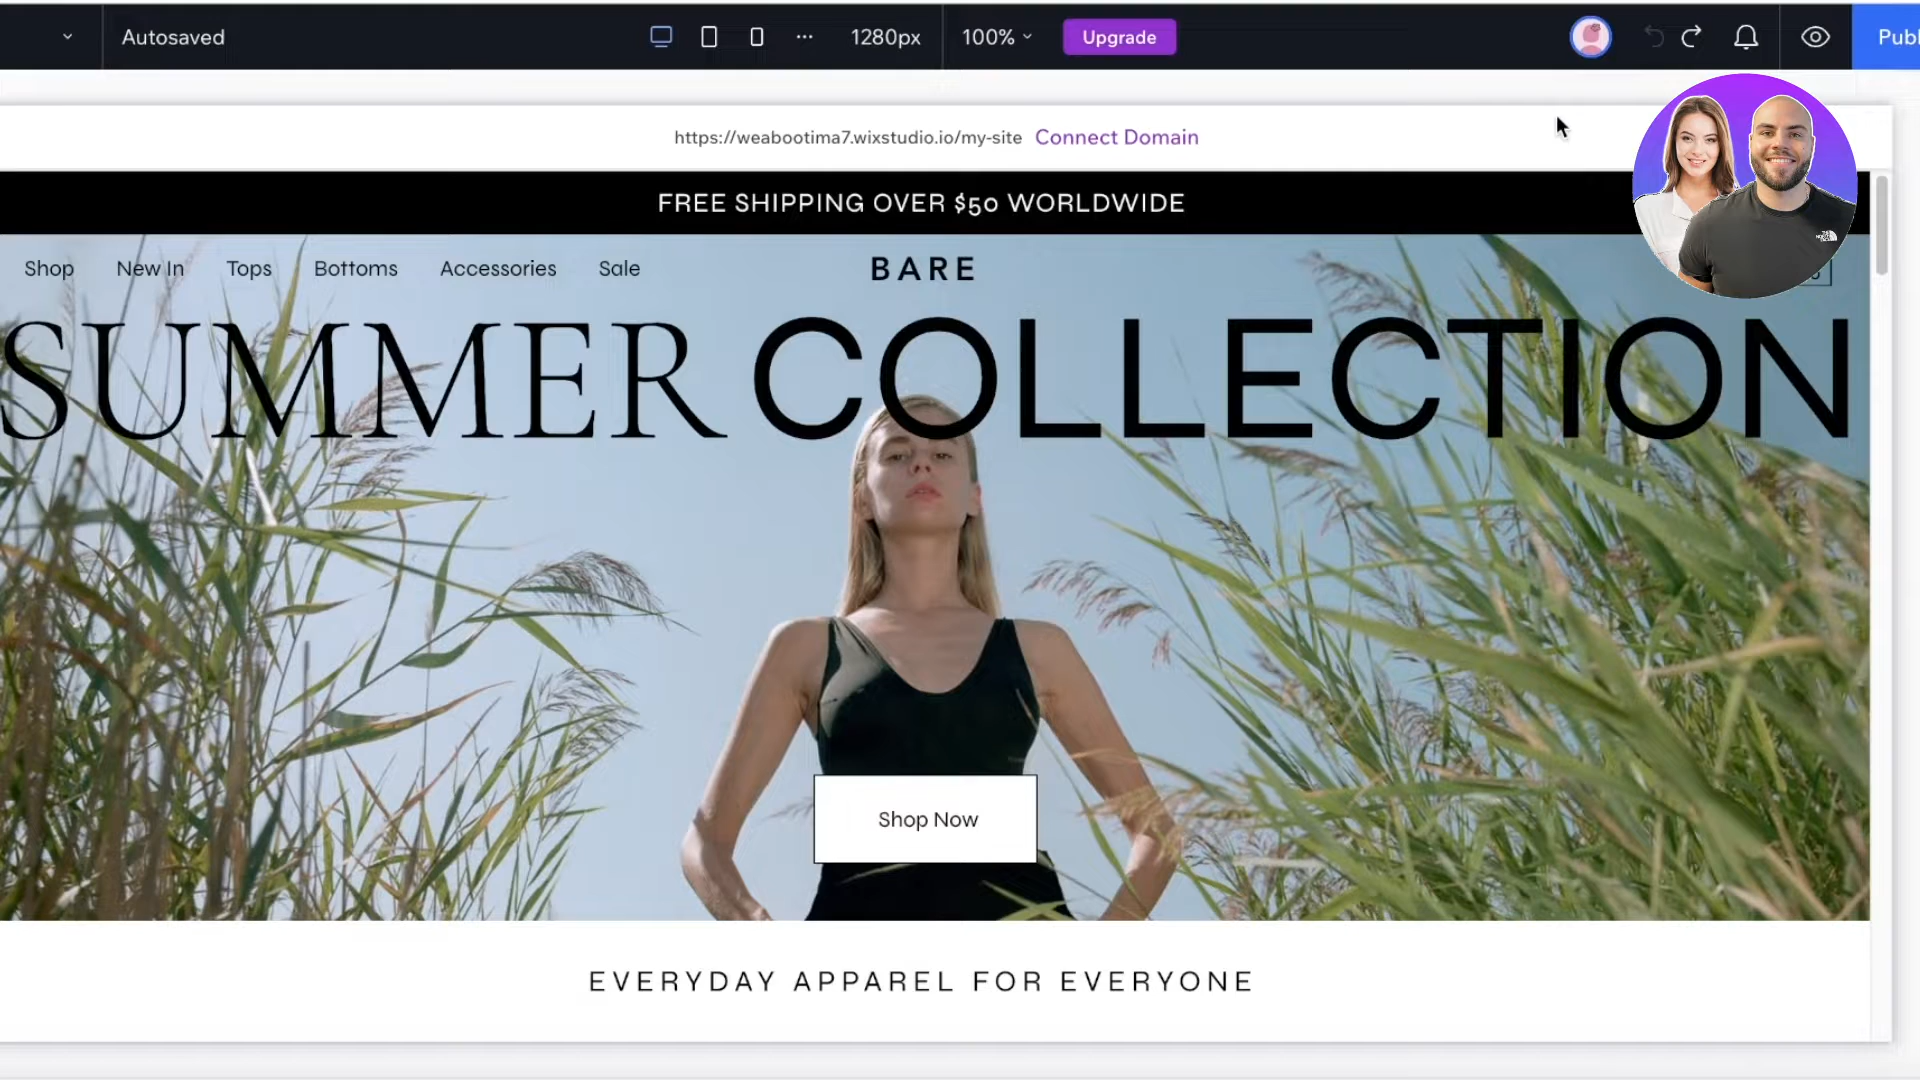 Autosaved
1280px
100%
Upgrade
https://weabootima7.wixstudio.io/my-site Connect Domain
FREE SHIPPING OVER $50 WORLDWIDE
Shop New In Tops Bottoms Accessories Sale
BARE
SUMMER COLLECTION
Shop Now
EVERYDAY APPAREL FOR EVERYONE